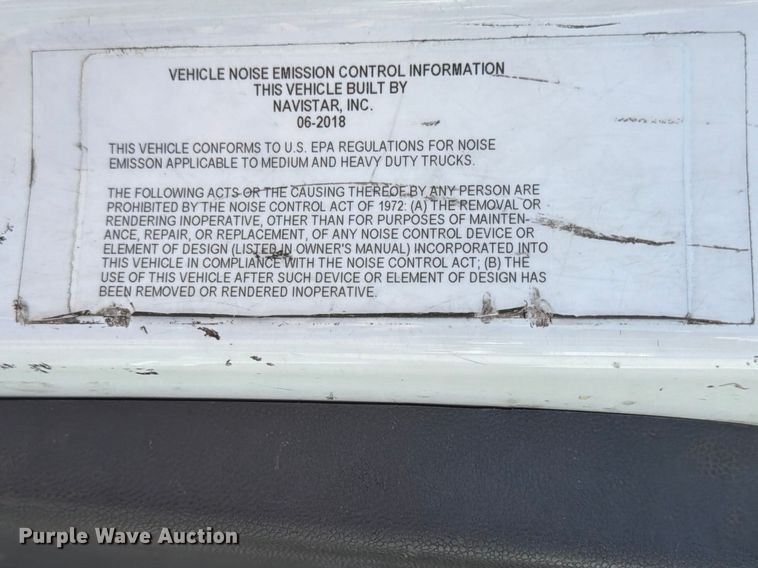 VEHICLE NOISE EMISSION CONTROL INFORMATION
THIS VEHICLE BUILT BY
NAVISTAR, INC.
06-2018
THIS VEHICLE CONFORMS TO U.S. EPA REGULATIONS FOR NOISE
EMISSON APPLICABLE TO MEDIUM AND HEAVY DUTY TRUCKS.
THE FOLLOWING ACTS OR THE CAUSING THEREOF BY ANY PERSON ARE
PROHIBITED BY THE NOISE CONTROL ACT OF 1972: (A) THE REMOVAL OR
RENDERING INOPERATIVE, OTHER THAN FOR PURPOSES OF MAINTEN-
ANCE, REPAIR, OR REPLACEMENT, OF ANY NOISE CONTROL DEVICE OR
ELEMENT OF DESIGN (LISTED IN OWNER'S MANUAL) INCORPORATED INTO
THIS VEHICLE IN COMPLIANCE WITH THE NOISE CONTROL ACT; (B) THE
USE OF THIS VEHICLE AFTER SUCH DEVICE OR ELEMENT OF DESIGN HAS
BEEN REMOVED OR RENDERED INOPERATIVE.
Purple Wave Auction